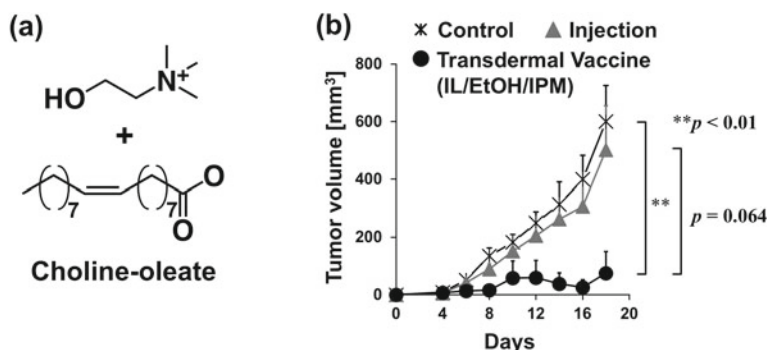 (a)
HO
N+
+
7
7
O
O
Choline-oleate
(b)
Control
Injection
Transdermal Vaccine
(IL/EtOH/IPM)
Tumor volume [mm³]
800
600
400
200
0
0
4
8
12
16
20
Days
**
**p < 0.01
p = 0.064